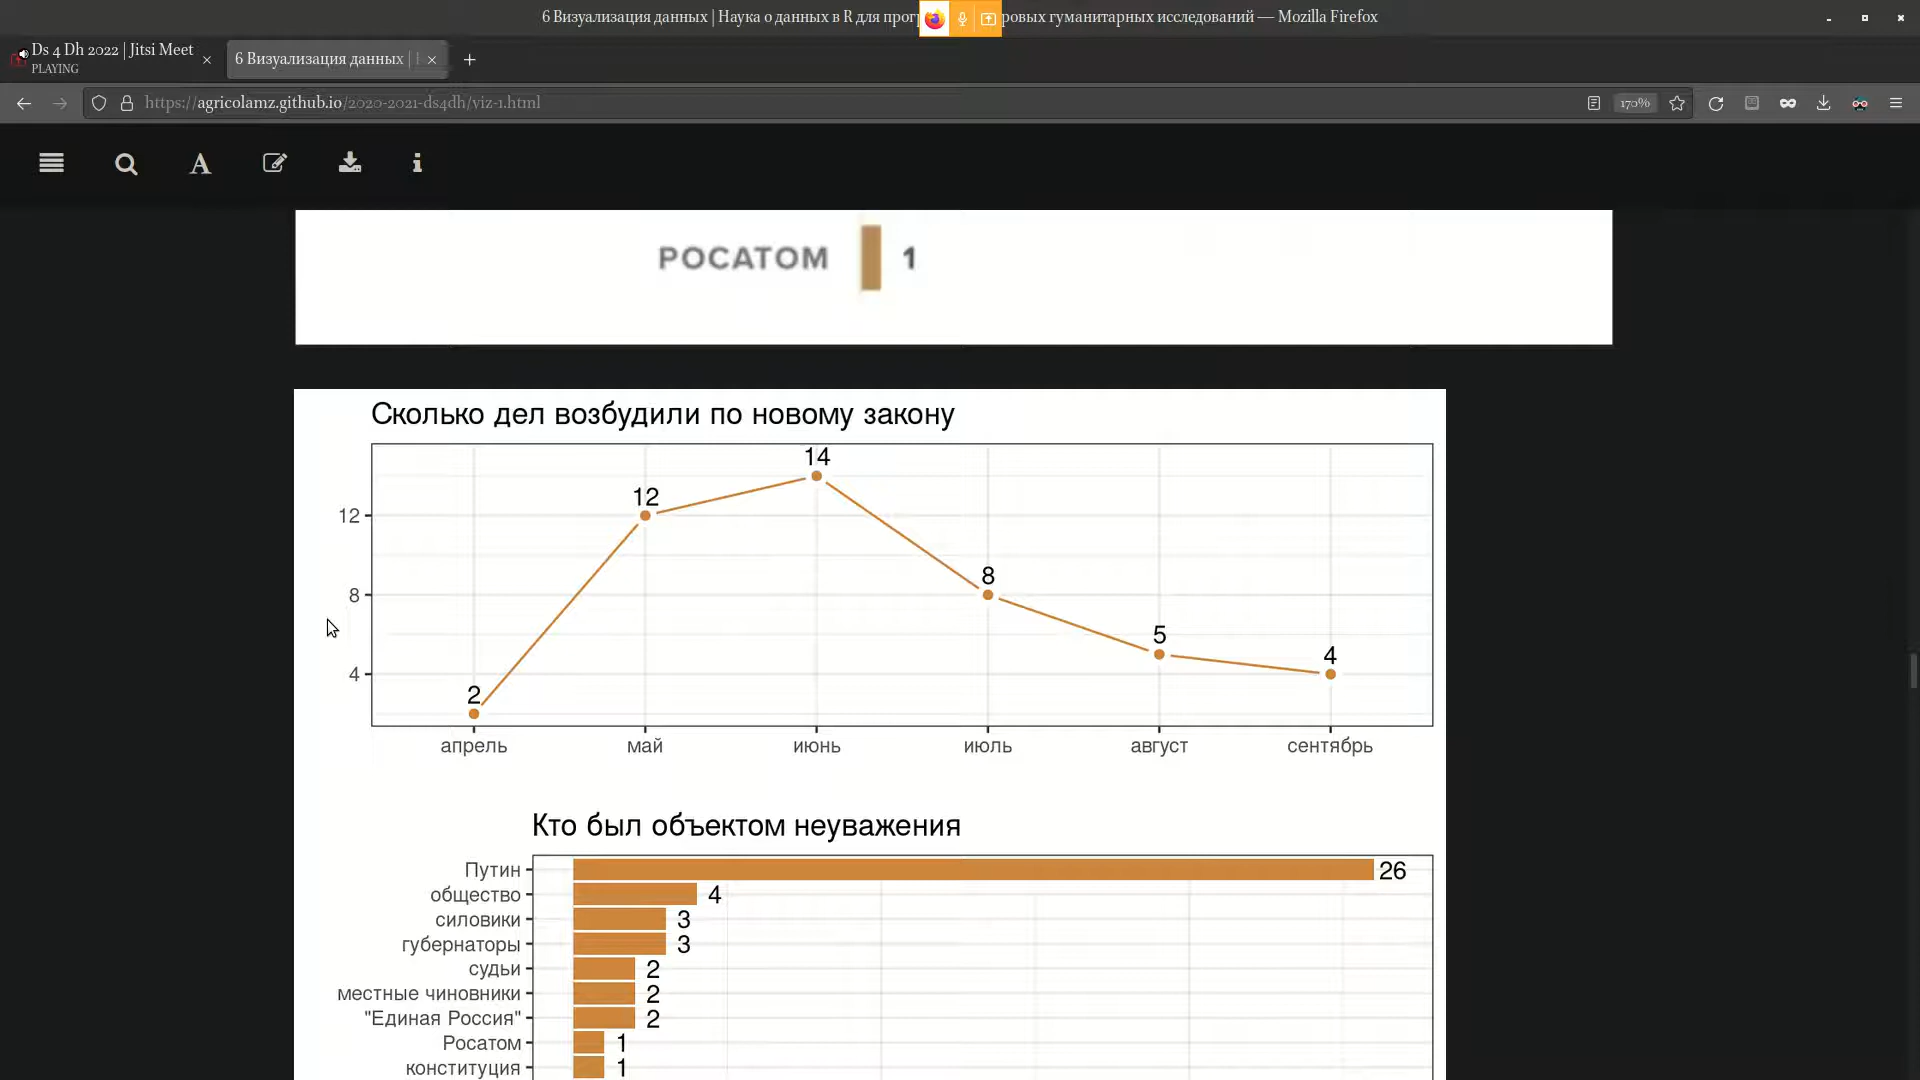 6 Визуализация данных | Наука о данных в R для прог ровых гуманитарных исследований — Mozilla Firefox
Ds 4 Dh 2022 | Jitsi Meet
PLAYING
6 Визуализация данных |
https://agricolamz.github.io/2020-2021-ds4dh/viz-1.html
170%
РОСАТОМ 1
Сколько дел возбудили по новому закону
14
12
12
8
8
5
4
4
2
апрель май июнь июль август сентябрь
Кто был объектом неуважения
Путин 26
общество 4
силовики 3
губернаторы 3
судьи 2
местные чиновники 2
"Единая Россия" 2
Росатом 1
конституция 1